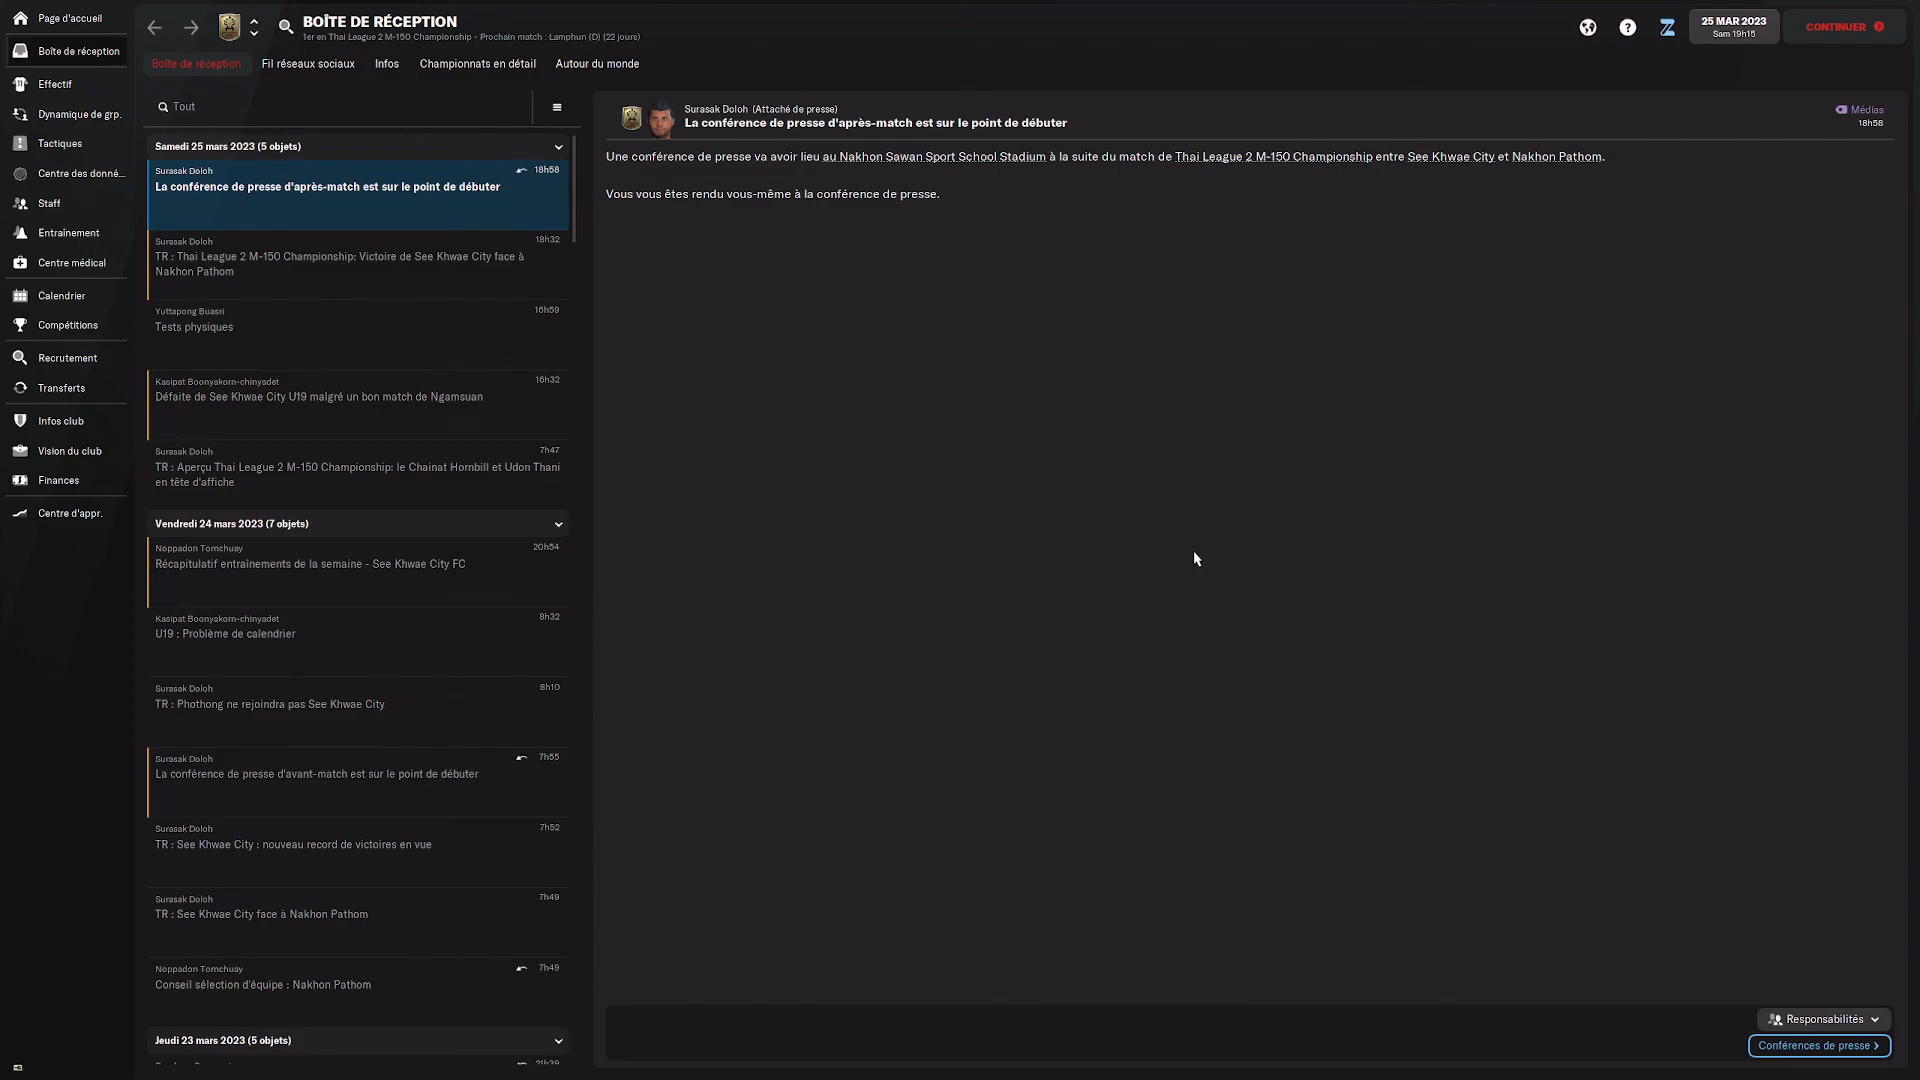 Page d'accueil
Boîte de réception
Effectif
Dynamique de grp.
Tactiques
Centre des donné...
Staff
Entraînement
Centre médical
Calendrier
Compétitions
Recrutement
Transferts
Infos club
Vision du club
Finances
Centre d'appr.
BOÎTE DE RÉCEPTION
1er en Thai League 2 M-150 Championship - Prochain match : Lamphun (D) (22 jours)
25 MAR 2023
Sam 19h15
CONTINUER
Boîte de réception
Fil réseaux sociaux
Infos
Championnats en détail
Autour du monde
Tout
Samedi 25 mars 2023 (5 objets)
Surasak Doloh
18h58
La conférence de presse d'après-match est sur le point de débuter
Surasak Doloh
18h32
TR : Thai League 2 M-150 Championship: Victoire de See Khwae City face à
Nakhon Pathom
Yuttapong Buasri
16h59
Tests physiques
Kasipat Boonyakorn-chinyadet
16h32
Défaite de See Khwae City U19 malgré un bon match de Ngamsuan
Surasak Doloh
7h47
TR : Aperçu Thai League 2 M-150 Championship: le Chainat Hornbill et Udon Thani
en tête d'affiche
Vendredi 24 mars 2023 (7 objets)
Noppadon Tomchuay
20h54
Récapitulatif entraînements de la semaine - See Khwae City FC
Kasipat Boonyakorn-chinyadet
8h32
U19 : Problème de calendrier
Surasak Doloh
8h10
TR : Phothong ne rejoindra pas See Khwae City
Surasak Doloh
7h55
La conférence de presse d'avant-match est sur le point de débuter
Surasak Doloh
7h52
TR : See Khwae City : nouveau record de victoires en vue
Surasak Doloh
7h49
TR : See Khwae City face à Nakhon Pathom
Noppadon Tomchuay
7h49
Conseil sélection d'équipe : Nakhon Pathom
Jeudi 23 mars 2023 (5 objets)
21h39
Surasak Doloh (Attaché de presse)
La conférence de presse d'après-match est sur le point de débuter
Médias
18h58
Une conférence de presse va avoir lieu au Nakhon Sawan Sport School Stadium à la suite du match de Thai League 2 M-150 Championship entre See Khwae City et Nakhon Pathom.
Vous vous êtes rendu vous-même à la conférence de presse.
Responsabilités
Conférences de presse >